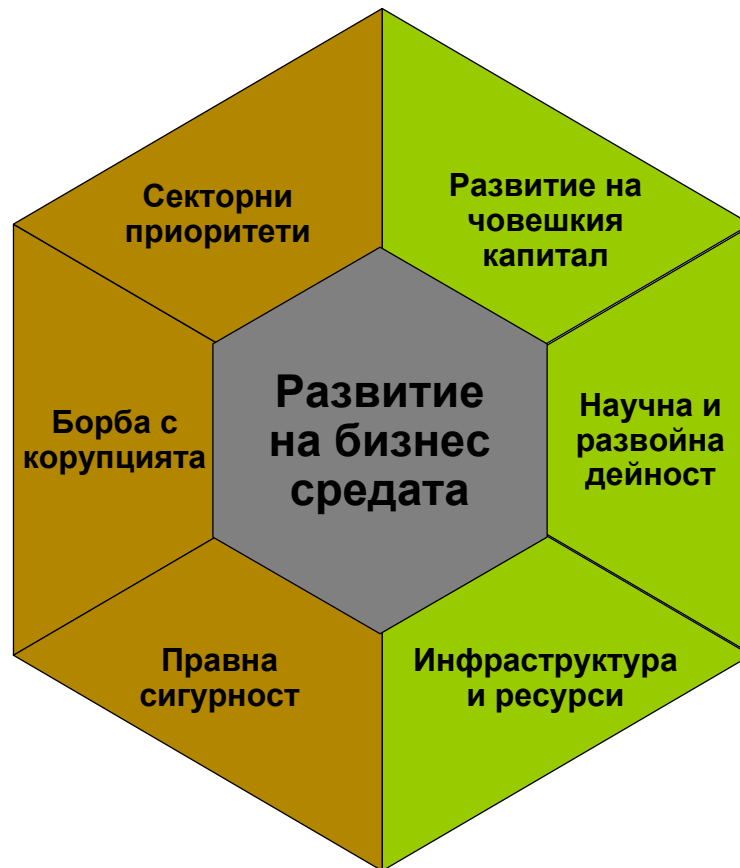 Секторни
приоритети
Развитие на
човешкия
капитал
Борба с
корупцията
Развитие
на бизнес
средата
Научна и
развойна
дейност
Правна
сигурност
Инфраструктура
и ресурси